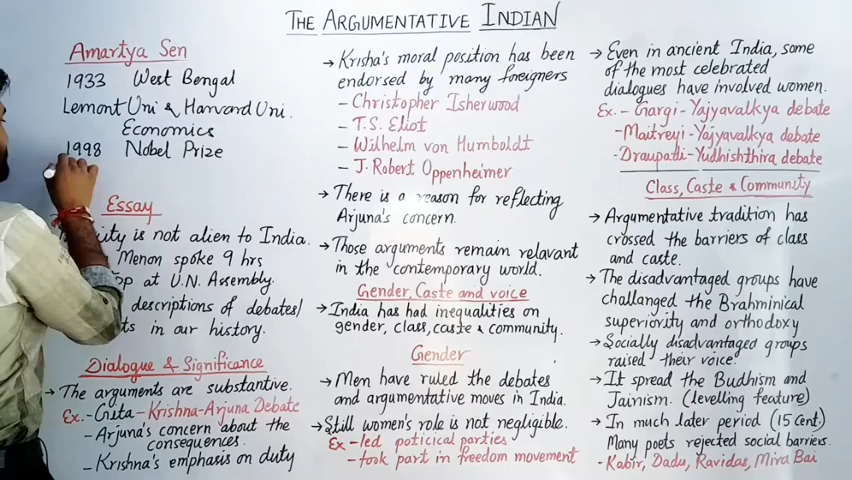 THE ARGUMENTATIVE INDIAN
Amartya Sen
1933 West Bengal
Lemont Uni & Harvard Uni.
Economics
1998 Nobel Prize
Essay
is not alien to India.
Menon spoke 9 hrs
at U.N. Assembly.
descriptions of debates/
in our history.
Dialogue & Significance
→ The arguments are substantive.
Ex.- Gita - Krishna-Arjuna Debate
- Arjuna's concern about the
consequences.
- Krishna's emphasis on duty
→ Krisha's moral position has been
endorsed by many foreigners
- Christopher Isherwood
- T.S. Eliot
- Wilhelm von Humboldt
- J. Robert Oppenheimer
→ There is a reason for reflecting
Arjuna's concern.
→ Those arguments remain relavant
in the contemporary world.
Gender, Caste and voice
→ India has had inequalities on
gender, class, caste & community.
Gender
→ Men have ruled the debates
and argumentative moves in India.
→ Still women's role is not negligible.
Ex - led poticical parties
- took part in freedom movement
→ Even in ancient India, some
of the most celebrated
dialogues have involved women.
Ex. - Gargi - Yajyavalkya debate
- Maitreyi - Yajyavalkya debate
- Draupadi - Yudhishthira debate
Class, Caste & Community
→ Argumentative tradition has
crossed the barriers of class
and caste.
→ The disadvantaged groups have
challanged the Brahminical
superiority and orthodoxy
→ Socially disadvantaged groups
raised their voice.
→ It spread the Budhism and
Jainism. (levelling feature)
→ In much later period (15 Cent.)
Many poets rejected social barriers.
- Kabir, Dadu, Ravidas, Mira Bai